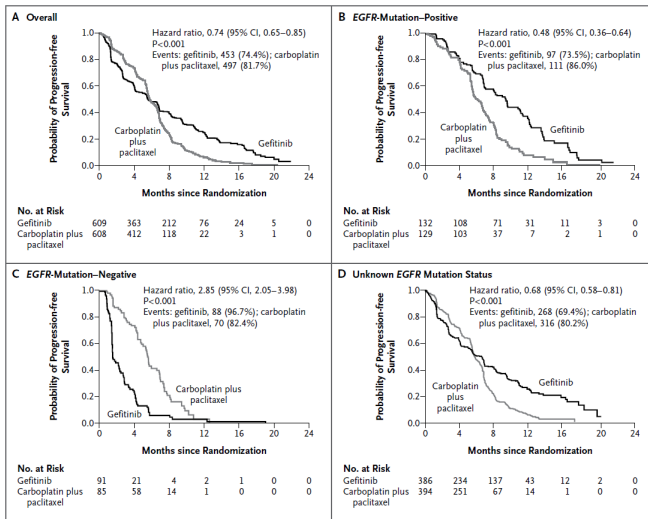 A Overall
Hazard ratio, 0.74 (95% CI, 0.65–0.85)
P<0.001
Events: gefitinib, 453 (74.4%); carboplatin
plus paclitaxel, 497 (81.7%)
Probability of Progression-free
Survival
1.0
0.8
0.6
0.4
0.2
0.0
Carboplatin
plus
paclitaxel
Gefitinib
0 4 8 12 16 20 24
Months since Randomization
No. at Risk
Gefitinib 609 363 212 76 24 5 0
Carboplatin plus 608 412 118 22 3 1 0
paclitaxel
B EGFR-Mutation–Positive
Hazard ratio, 0.48 (95% CI, 0.36–0.64)
P<0.001
Events: gefitinib, 97 (73.5%); carboplatin
plus paclitaxel, 111 (86.0%)
Probability of Progression-free
Survival
1.0
0.8
0.6
0.4
0.2
0.0
Carboplatin
plus
paclitaxel
Gefitinib
0 4 8 12 16 20 24
Months since Randomization
No. at Risk
Gefitinib 132 108 71 31 11 3 0
Carboplatin plus 129 103 37 7 2 1 0
paclitaxel
C EGFR-Mutation–Negative
Hazard ratio, 2.85 (95% CI, 2.05–3.98)
P<0.001
Events: gefitinib, 88 (96.7%); carboplatin
plus paclitaxel, 70 (82.4%)
Probability of Progression-free
Survival
1.0
0.8
0.6
0.4
0.2
0.0
Carboplatin plus
paclitaxel
Gefitinib
0 4 8 12 16 20 24
Months since Randomization
No. at Risk
Gefitinib 91 21 4 2 1 0 0
Carboplatin plus 85 58 14 1 0 0 0
paclitaxel
D Unknown EGFR Mutation Status
Hazard ratio, 0.68 (95% CI, 0.58–0.81)
P<0.001
Events: gefitinib, 268 (69.4%); carboplatin
plus paclitaxel, 316 (80.2%)
Probability of Progression-free
Survival
1.0
0.8
0.6
0.4
0.2
0.0
Carboplatin
plus
paclitaxel
Gefitinib
0 4 8 12 16 20 24
Months since Randomization
No. at Risk
Gefitinib 386 234 137 43 12 2 0
Carboplatin plus 394 251 67 14 1 0 0
paclitaxel